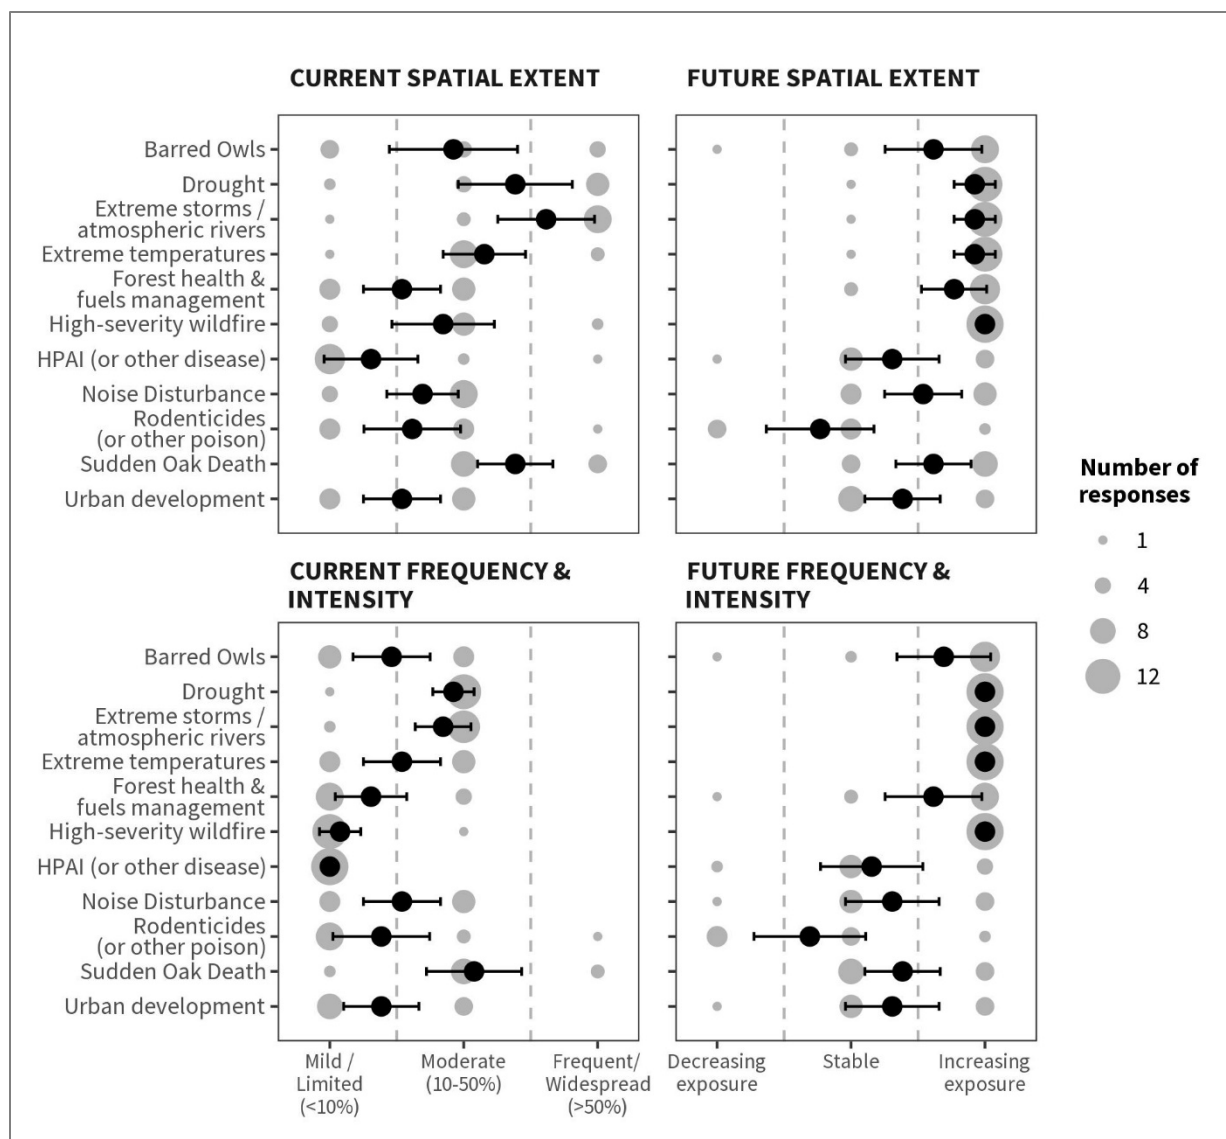 CURRENT SPATIAL EXTENT
FUTURE SPATIAL EXTENT
Barred Owls
Drought
Extreme storms /
atmospheric rivers
Extreme temperatures
Forest health &
fuels management
High-severity wildfire
HPAI (or other disease)
Noise Disturbance
Rodenticides
(or other poison)
Sudden Oak Death
Urban development
Number of
responses
1
4
8
12
CURRENT FREQUENCY &
INTENSITY
FUTURE FREQUENCY &
INTENSITY
Barred Owls
Drought
Extreme storms /
atmospheric rivers
Extreme temperatures
Forest health &
fuels management
High-severity wildfire
HPAI (or other disease)
Noise Disturbance
Rodenticides
(or other poison)
Sudden Oak Death
Urban development
Mild /
Limited
(<10%)
Moderate
(10-50%)
Frequent/
Widespread
(>50%)
Decreasing
exposure
Stable
Increasing
exposure